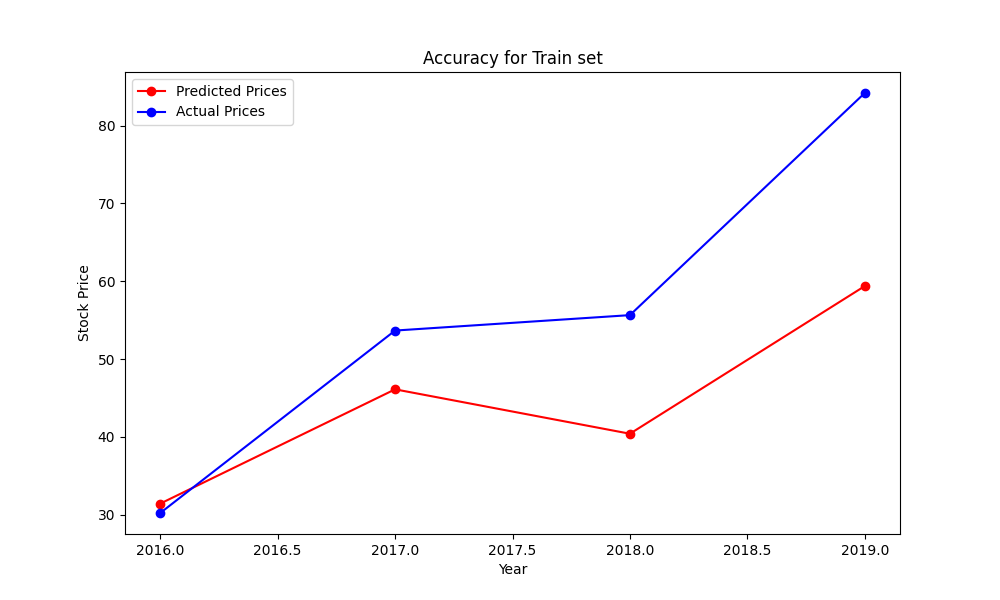 Accuracy for Train set
Predicted Prices
Actual Prices
80
70
60
50
40
30
Stock Price
2016.0 2016.5 2017.0 2017.5 2018.0 2018.5 2019.0
Year